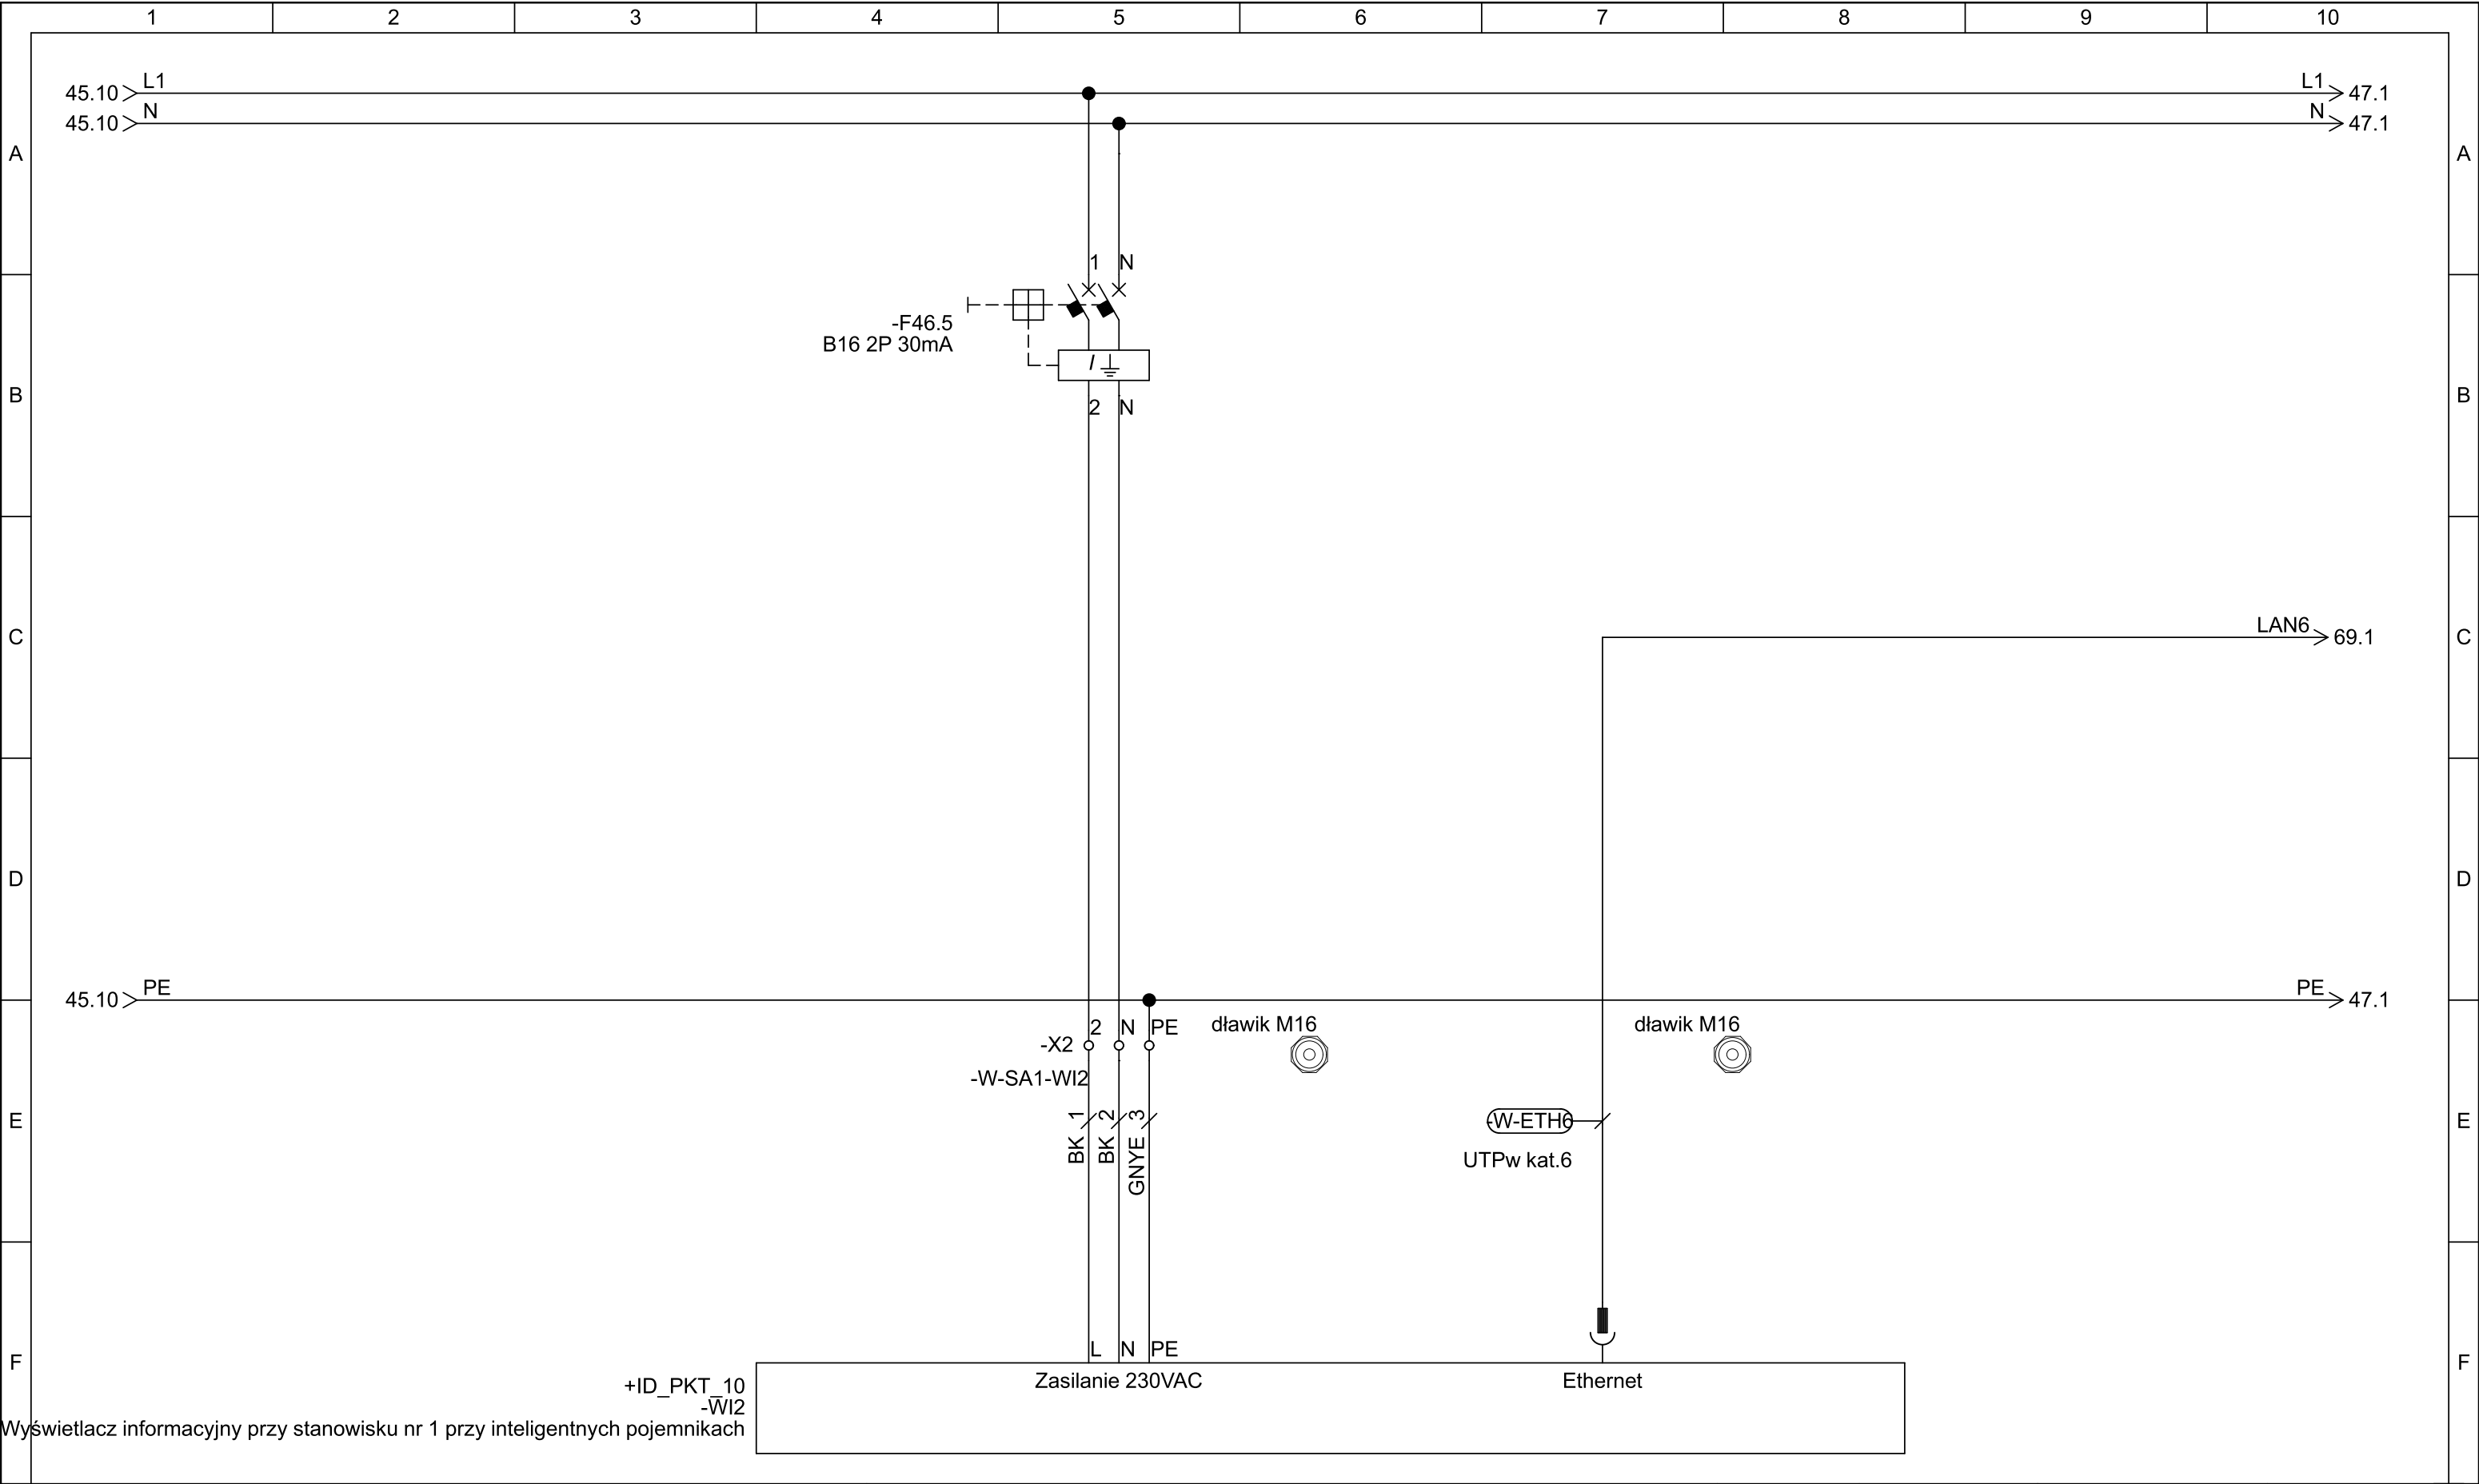 1 2 3 4 5 6 7 8 9 10
45.10 L1 L1 47.1
45.10 N N 47.1
A A
1 N
-F46.5
B16 2P 30mA
I
2 N
B B
LAN6 69.1
C C
D D
45.10 PE PE 47.1
2 N PE
-X2
dławik M16
dławik M16
-W-SA1-WI2
1 2 3
BK BK GNYE
-W-ETH6
UTPw kat.6
E E
L N PE
F F
Zasilanie 230VAC
Ethernet
+ID_PKT_10
-WI2
Wyświetlacz informacyjny przy stanowisku nr 1 przy inteligentnych pojemnikach